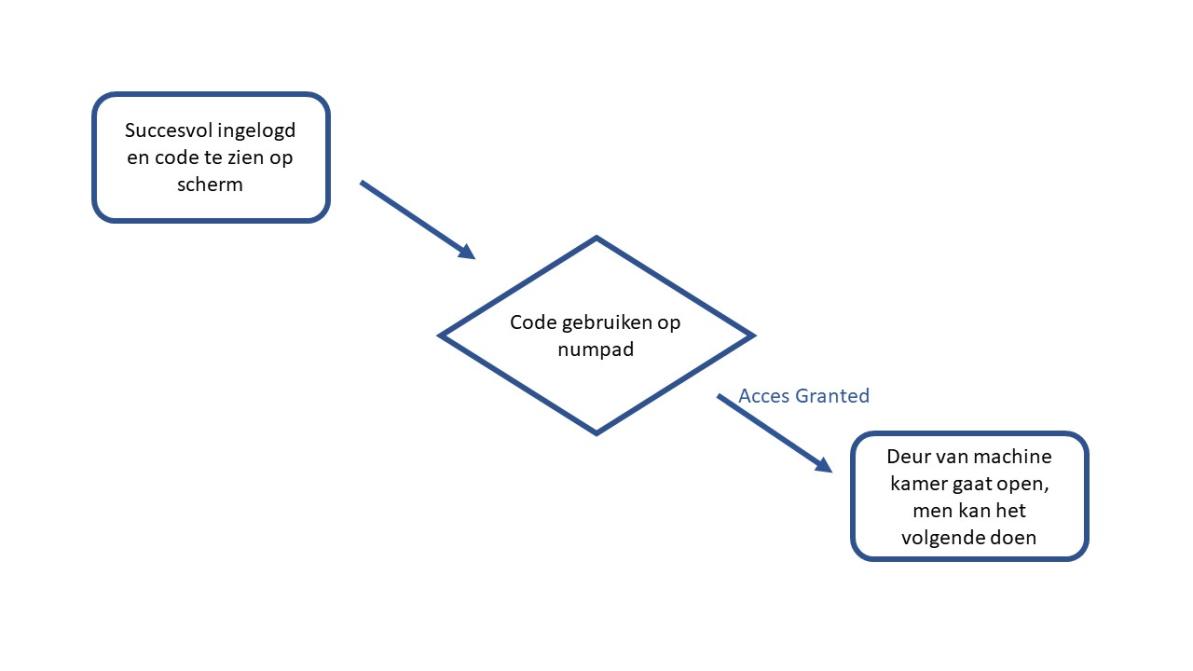 Succesvol ingelogd
en code te zien op
scherm
Code gebruiken op
numpad
Acces Granted
Deur van machine
kamer gaat open,
men kan het
volgende doen